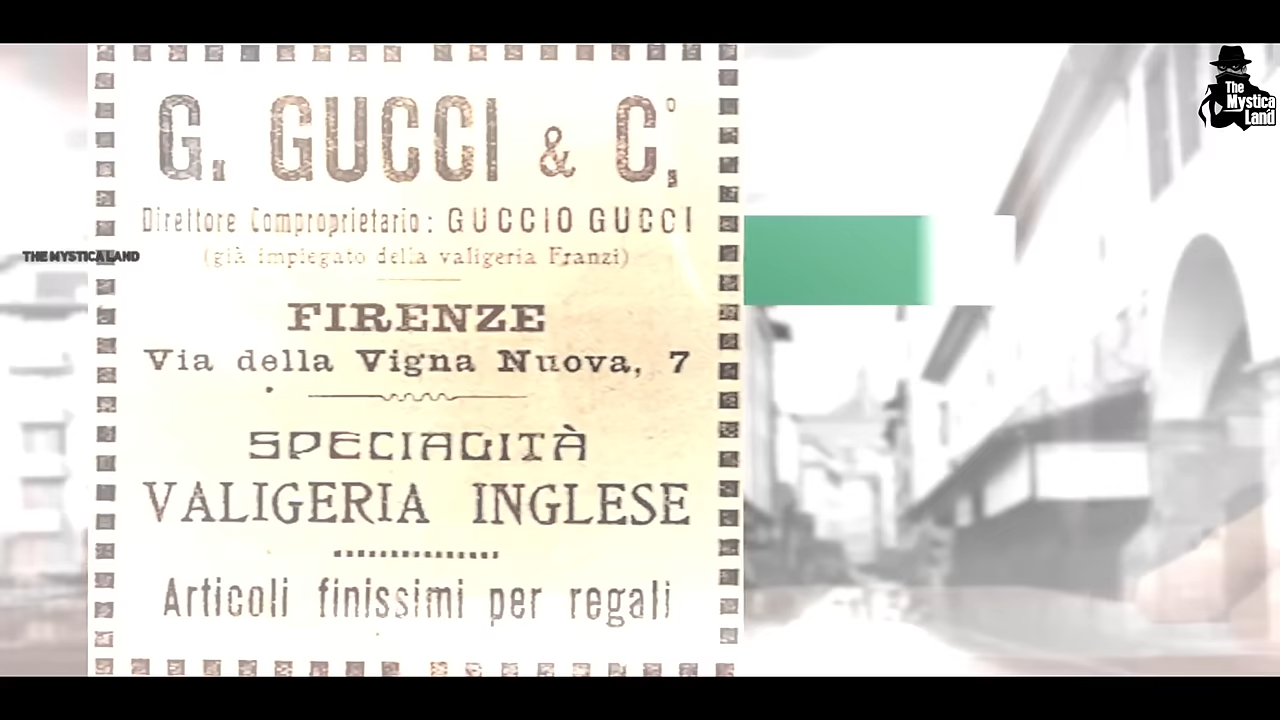 G. GUCCI & C.°
Direttore Comproprietario: GUCCIO GUCCI
(già impiegato della valigeria Franzi)
FIRENZE
Via della Vigna Nuova, 7
SPECIALITÀ
VALIGERIA INGLESE
Articoli finissimi per regali
THE MYSTICA LAND
The
Mystica
Land